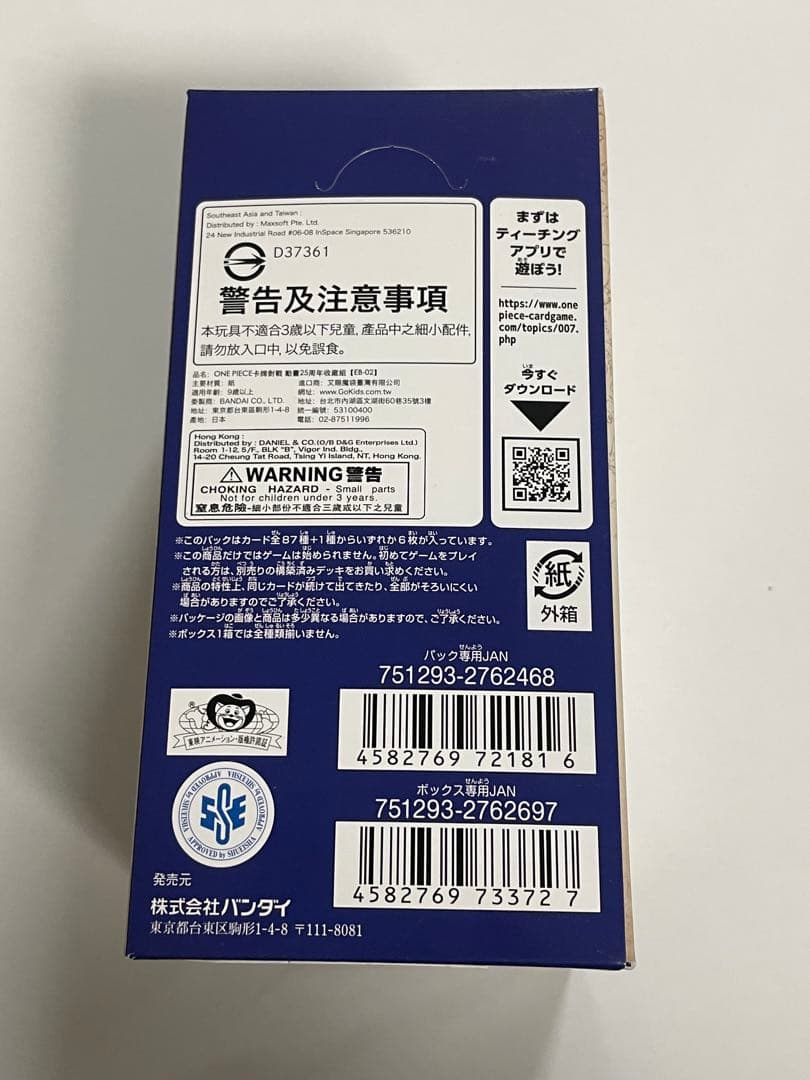 Southeast Asia and Taiwan :
Distributed by : Maxsoft Pte. Ltd.
24 New Industrial Road #06-08 InSpace Singapore 536210
D37361
警告及注意事項
本玩具不適合3歲以下兒童, 產品中之細小配件,
請勿放入口中, 以免誤食。
品名: ONE PIECE卡牌對戰 動畫25周年收藏組【EB-02】
主要材質: 紙
適用年齡: 9歲以上
委製商: BANDAI CO., LTD.
地址: 東京都台東區駒形1-4-8
產地: 日本
進口商: 艾爾魔袋臺灣有限公司
網址: www.GoKids.com.tw
地址: 台北市內湖區文湖街60巷35號3樓
統一編號: 53100400
電話: 02-87511996
Hong Kong :
Distributed by : DANIEL & CO.(O/B D&G Enterprises Ltd.)
Room 1-12, 5/F., BLK "B", Vigor Ind. Bldg.,
14-20 Cheung Tat Road, Tsing Yi Island, NT, Hong Kong.
WARNING 警告
CHOKING HAZARD - Small parts
Not for children under 3 years.
窒息危險-細小部份不適合三歲或以下之兒童
まずは
ティーチング
アプリで
遊ぼう!
https://www.one
piece-cardgame.
com/topics/007.
php
今すぐ
ダウンロード
※このパックはカード全87種+1種からいずれか6枚が入っています。
※この商品だけではゲームは始められません。初めてゲームをプレイ
される方は、別売りの構築済みデッキをお買い求めください。
※商品の特性上、同じカードが続けて出てきたり、全部がそろいにくい
場合がありますのでご了承ください。
※パッケージの画像と商品は多少異なる場合がありますので、ご了承ください。
※ボックス1箱では全種類揃いません。
紙
外箱
パック専用JAN
751293-2762468
4582769 72181 6
ボックス専用JAN
751293-2762697
4582769 73372 7
東映アニメーション・版権許諾証
APPROVED by SHUEISHA
SSE
APPROVED by SHUEISHA
発売元
株式会社バンダイ
東京都台東区駒形1-4-8 〒111-8081